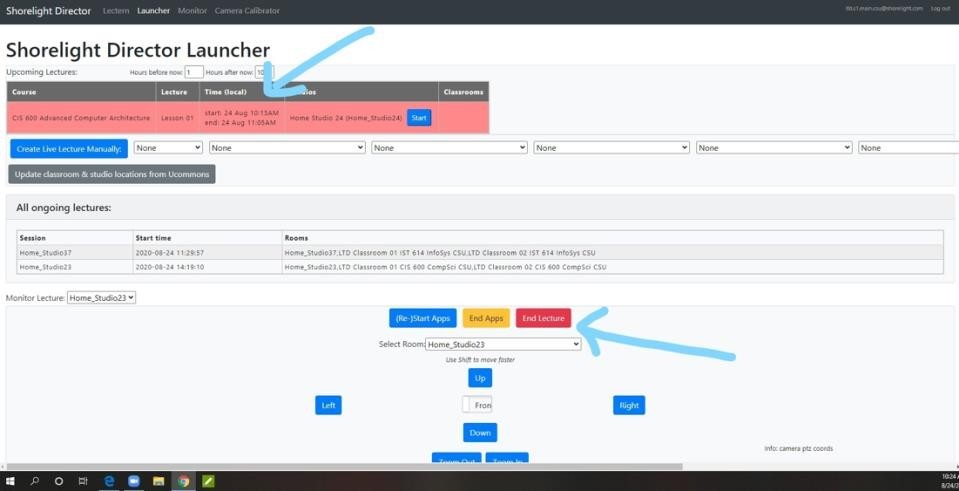 Shorelight Director Lectern Launcher Monitor Camera Calibrator Log out
Shorelight Director Launcher
Upcoming Lectures: Hours before now: 1 Hours after now: 10
Course Lecture Time (local) Classrooms
CIS 600 Advanced Computer Architecture Lesson 01 start: 24 Aug 10:15AM
end: 24 Aug 11:05AM Home Studio 24 (Home_Studio24) Start
Create Live Lecture Manually: None None None None None None
Update classroom & studio locations from Ucommons
All ongoing lectures:
Session Start time Rooms
Home_Studio37 2020-08-24 11:29:57 Home_Studio37,LTD Classroom 01 IST 614 InfoSys CSU,LTD Classroom 02 IST 614 InfoSys CSU
Home_Studio23 2020-08-24 14:19:10 Home_Studio23,LTD Classroom 01 CIS 600 CompSci CSU,LTD Classroom 02 CIS 600 CompSci CSU
Monitor Lecture: Home_Studio23
(Re-)Start Apps End Apps End Lecture
Select Room: Home_Studio23
Use Shift to move faster
Up
Left Fron Right
Down
Info: camera ptz coords
Zoom Out Zoom In
10:24
8/24/2